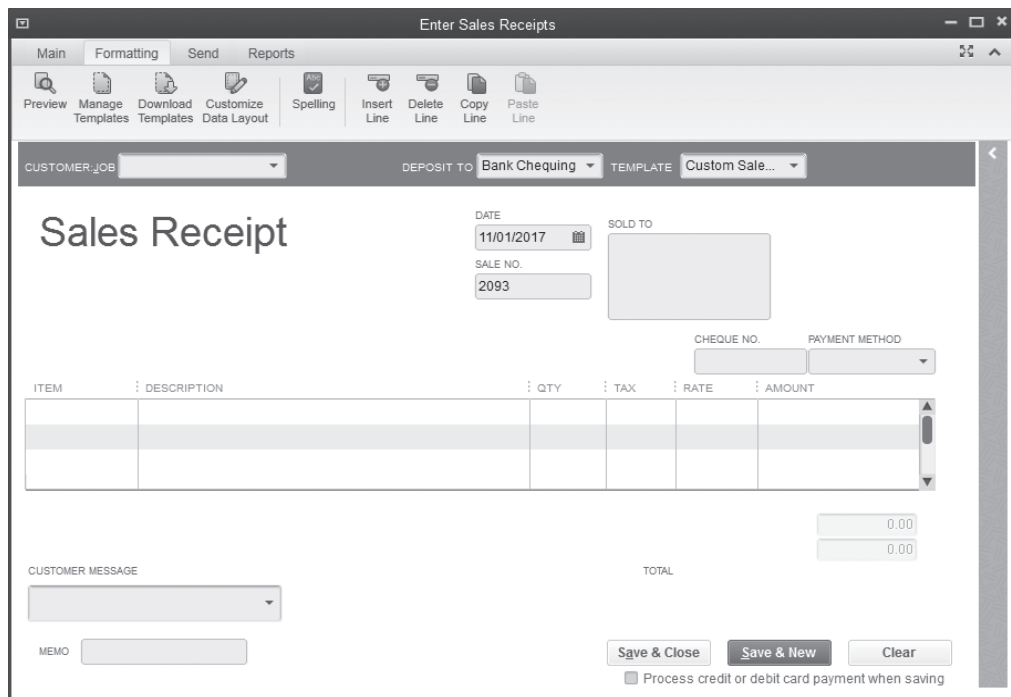 Enter Sales Receipts
Main Formatting Send Reports
Preview Manage Templates Download Templates Customize Data Layout Abc Spelling Insert Line Delete Line Copy Line Paste Line
CUSTOMER:JOB DEPOSIT TO Bank Chequing TEMPLATE Custom Sale...
Sales Receipt
DATE
11/01/2017
SOLD TO
SALE NO.
2093
CHEQUE NO. PAYMENT METHOD
ITEM DESCRIPTION QTY TAX RATE AMOUNT
0.00
0.00
CUSTOMER MESSAGE TOTAL
MEMO
Save & Close Save & New Clear
Process credit or debit card payment when saving